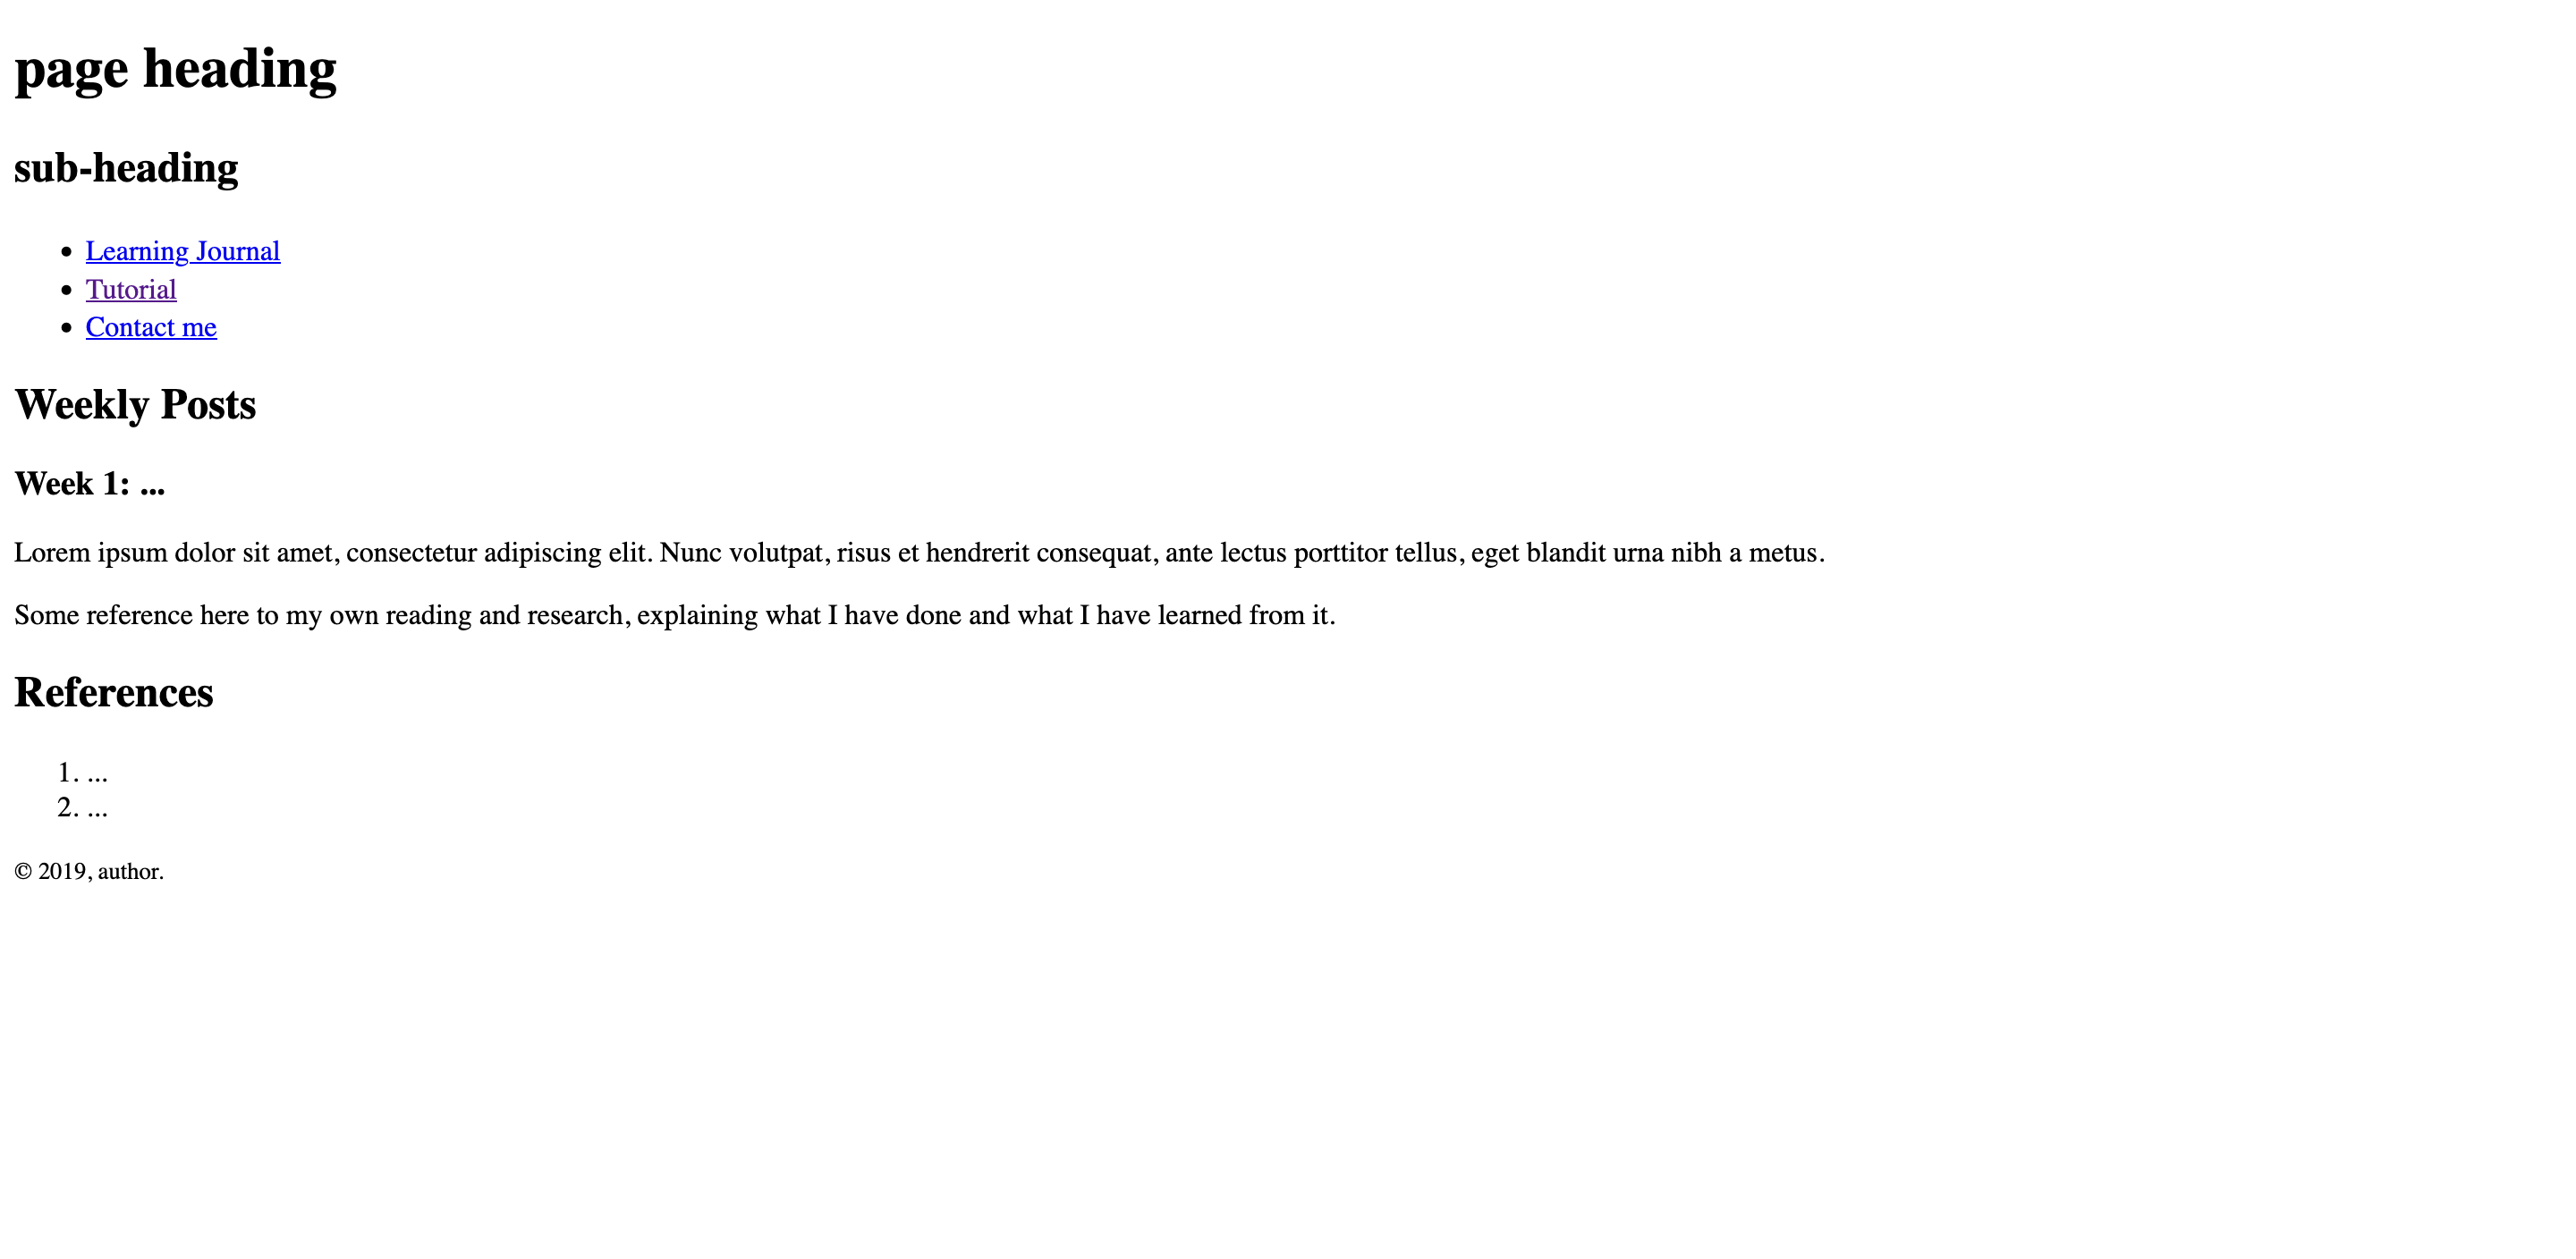 page heading
sub-heading
• Learning Journal
• Tutorial
• Contact me
Weekly Posts
Week 1: ...
Lorem ipsum dolor sit amet, consectetur adipiscing elit. Nunc volutpat, risus et hendrerit consequat, ante lectus porttitor tellus, eget blandit urna nibh a metus.
Some reference here to my own reading and research, explaining what I have done and what I have learned from it.
References
1. ...
2. ...
© 2019, author.